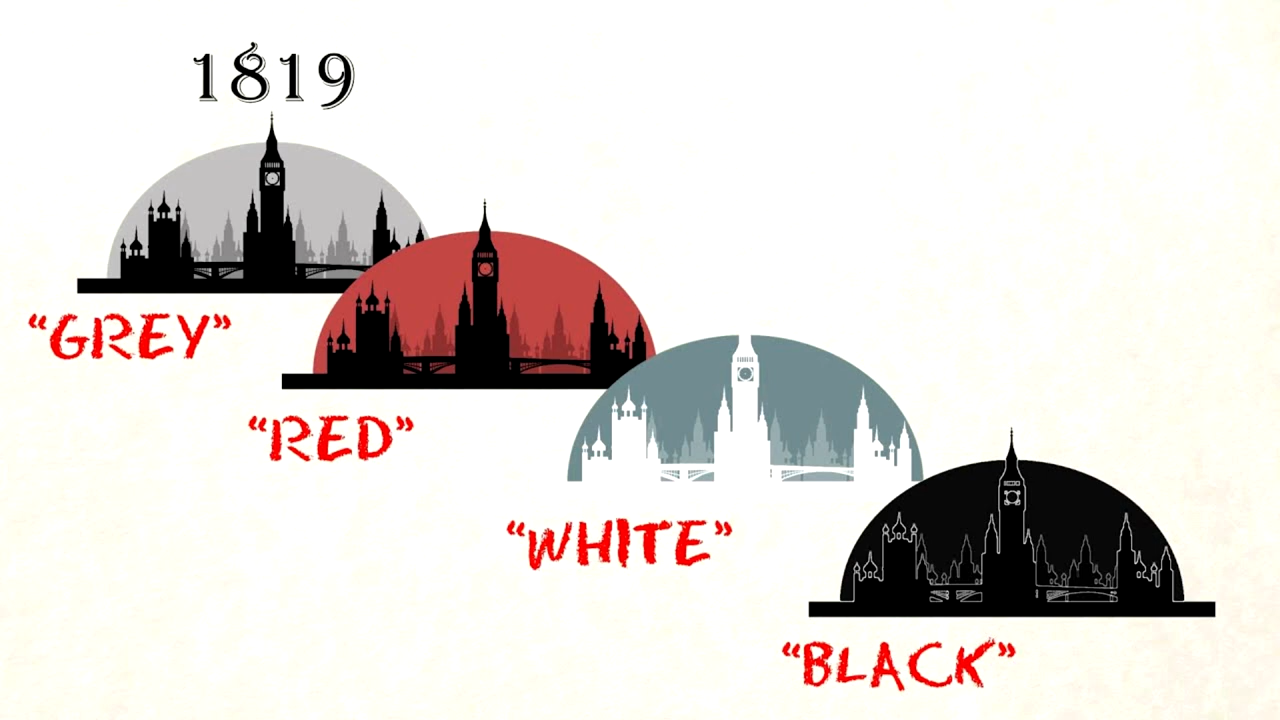 1819
“GREY”
“RED”
“WHITE”
“BLACK”